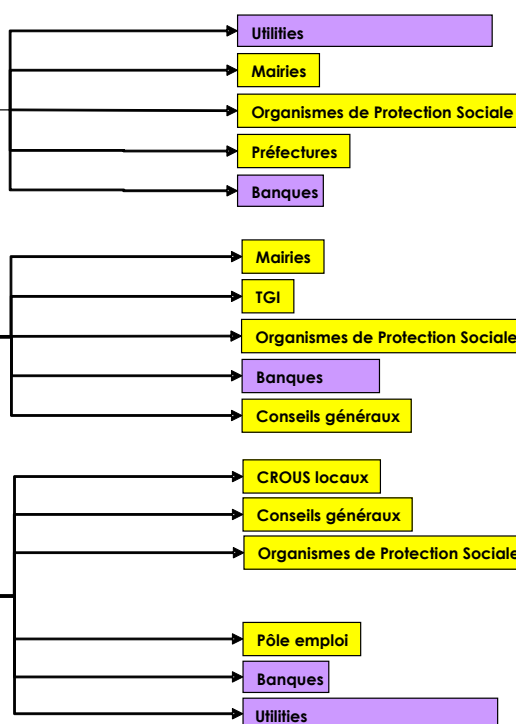 Utilities
Mairies
Organismes de Protection Sociale
Préfectures
Banques
Mairies
TGI
Organismes de Protection Sociale
Banques
Conseils généraux
CROUS locaux
Conseils généraux
Organismes de Protection Sociale
Pôle emploi
Banques
Utilities